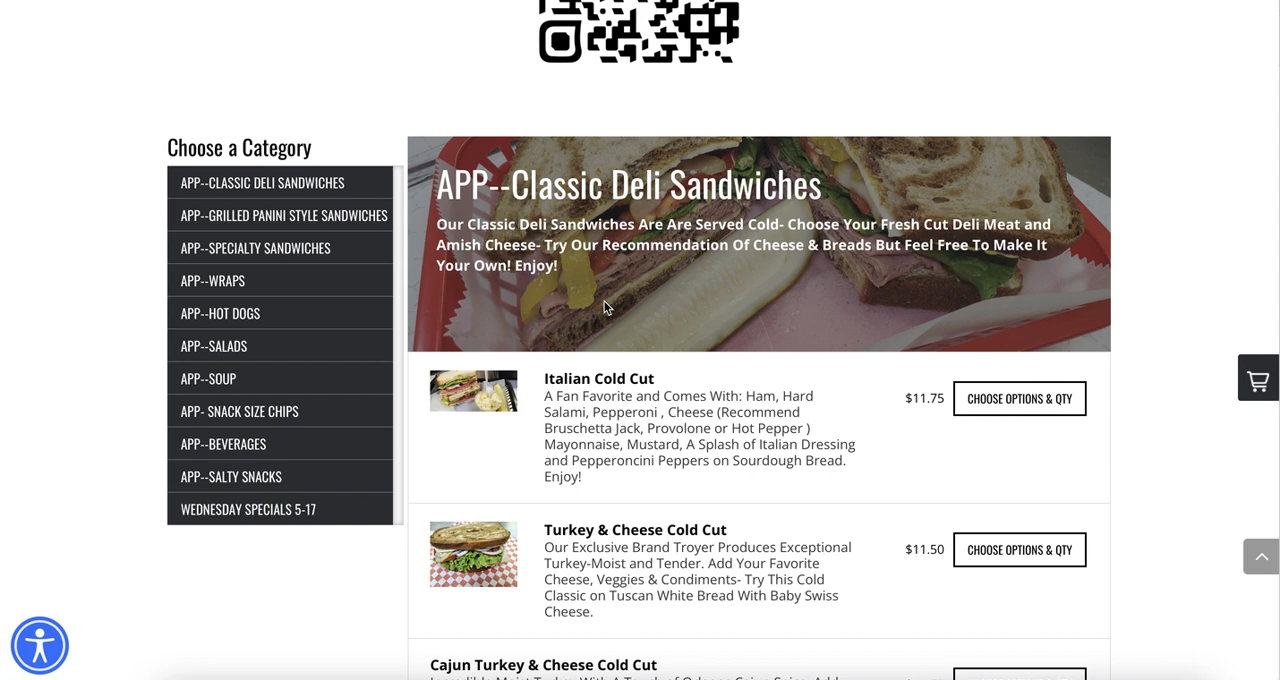 Choose a Category
APP--CLASSIC DELI SANDWICHES
APP--GRILLED PANINI STYLE SANDWICHES
APP--SPECIALTY SANDWICHES
APP--WRAPS
APP--HOT DOGS
APP--SALADS
APP--SOUP
APP- SNACK SIZE CHIPS
APP--BEVERAGES
APP--SALTY SNACKS
WEDNESDAY SPECIALS 5-17
APP--Classic Deli Sandwiches
Our Classic Deli Sandwiches Are Are Served Cold- Choose Your Fresh Cut Deli Meat and
Amish Cheese- Try Our Recommendation Of Cheese & Breads But Feel Free To Make It
Your Own! Enjoy!
Italian Cold Cut
A Fan Favorite and Comes With: Ham, Hard
Salami, Pepperoni , Cheese (Recommend
Bruschetta Jack, Provolone or Hot Pepper )
Mayonnaise, Mustard, A Splash of Italian Dressing
and Pepperoncini Peppers on Sourdough Bread.
Enjoy!
$11.75
CHOOSE OPTIONS & QTY
Turkey & Cheese Cold Cut
Our Exclusive Brand Troyer Produces Exceptional
Turkey-Moist and Tender. Add Your Favorite
Cheese, Veggies & Condiments- Try This Cold
Classic on Tuscan White Bread With Baby Swiss
Cheese.
$11.50
CHOOSE OPTIONS & QTY
Cajun Turkey & Cheese Cold Cut